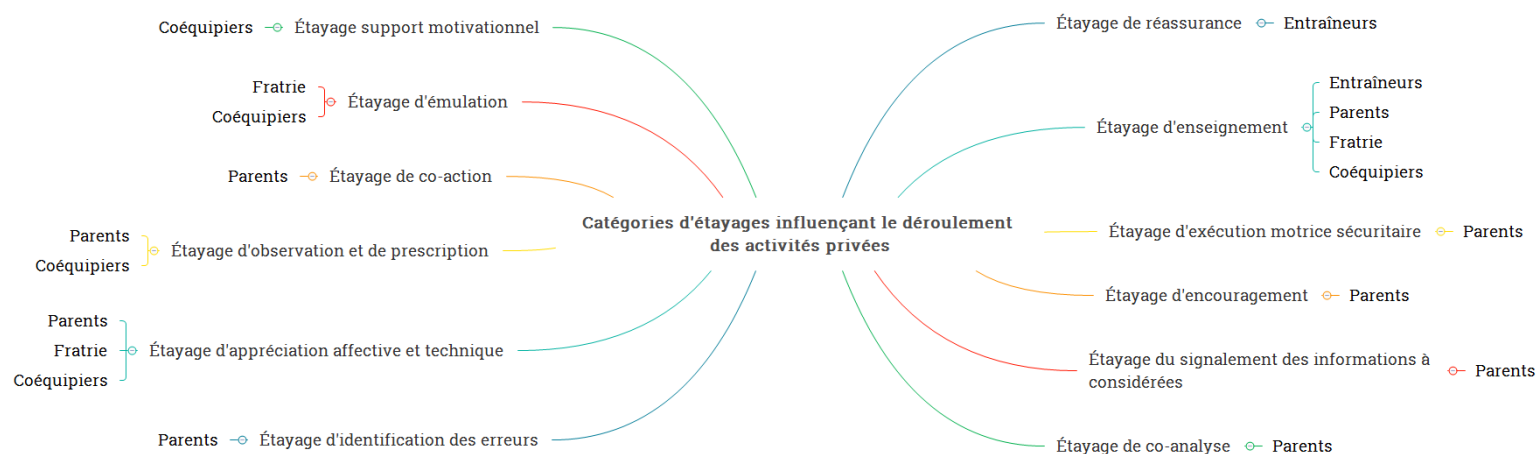 Catégories d'étayages influençant le déroulement
des activités privées
Étayage de réassurance
Entraîneurs
Étayage d'enseignement
Entraîneurs
Parents
Fratrie
Coéquipiers
Étayage d'exécution motrice sécuritaire
Parents
Étayage d'encouragement
Parents
Étayage du signalement des informations à
considérées
Parents
Étayage de co-analyse
Parents
Étayage support motivationnel
Coéquipiers
Étayage d'émulation
Fratrie
Coéquipiers
Étayage de co-action
Parents
Étayage d'observation et de prescription
Parents
Coéquipiers
Étayage d'appréciation affective et technique
Parents
Fratrie
Coéquipiers
Étayage d'identification des erreurs
Parents